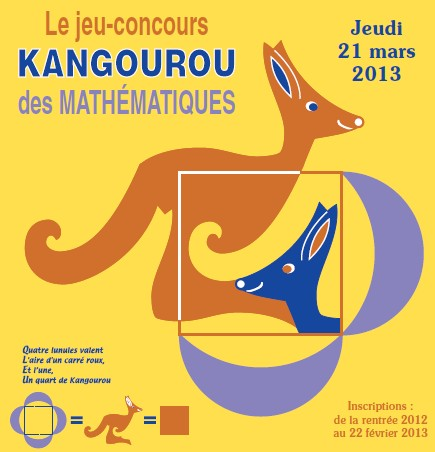 Le jeu-concours
KANGOUROU
des MATHÉMATIQUES
Jeudi
21 mars
2013
Quatre lunules valent
L'aire d'un carré roux,
Et l'une,
Un quart de Kangourou
= =
Inscriptions :
de la rentrée 2012
au 22 février 2013